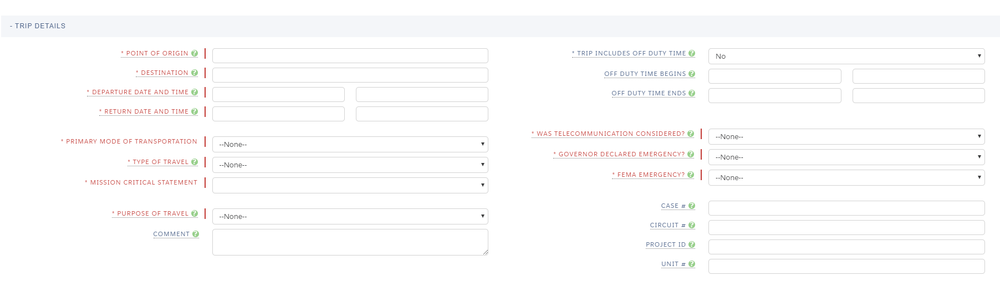 - TRIP DETAILS
* POINT OF ORIGIN ?
* DESTINATION ?
* DEPARTURE DATE AND TIME ?
* RETURN DATE AND TIME ?
* PRIMARY MODE OF TRANSPORTATION --None--
* TYPE OF TRAVEL ? --None--
* MISSION CRITICAL STATEMENT
* PURPOSE OF TRAVEL ? --None--
COMMENT ?
* TRIP INCLUDES OFF DUTY TIME ? No
OFF DUTY TIME BEGINS ?
OFF DUTY TIME ENDS ?
* WAS TELECOMMUNICATION CONSIDERED? ? --None--
* GOVERNOR DECLARED EMERGENCY? ? --None--
* FEMA EMERGENCY? ? --None--
CASE # ?
CIRCUIT # ?
PROJECT ID ?
UNIT # ?